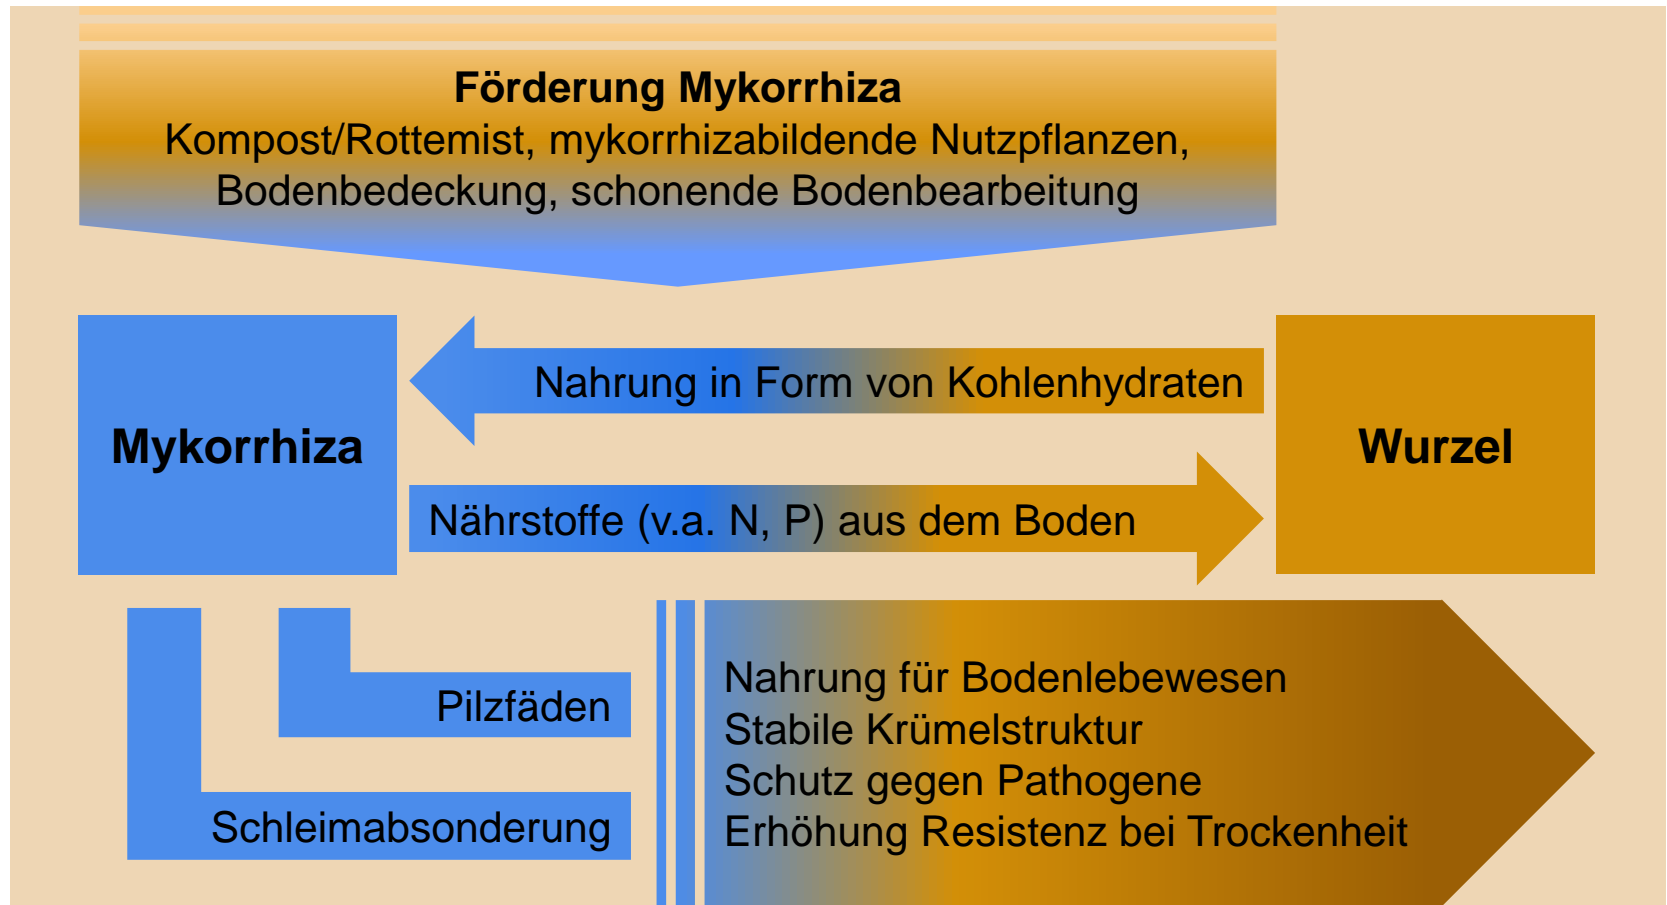 Förderung Mykorrhiza
Kompost/Rottemist, mykorrhizabildende Nutzpflanzen,
Bodenbedeckung, schonende Bodenbearbeitung
Nahrung in Form von Kohlenhydraten
Mykorrhiza
Wurzel
Nährstoffe (v.a. N, P) aus dem Boden
Pilzfäden
Schleimabsonderung
Nahrung für Bodenlebewesen
Stabile Krümelstruktur
Schutz gegen Pathogene
Erhöhung Resistenz bei Trockenheit